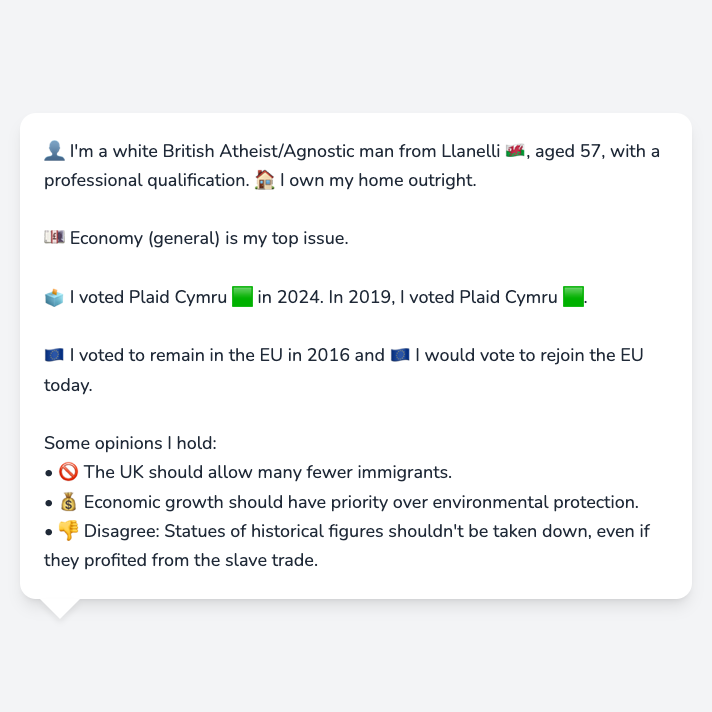 👤 I'm a white British Atheist/Agnostic man from Llanelli 🏴󠁧󠁢󠁷󠁬󠁳󠁿, aged 57, with a
professional qualification. 🏠 I own my home outright.
💷 Economy (general) is my top issue.
🗳️ I voted Plaid Cymru 🟩 in 2024. In 2019, I voted Plaid Cymru 🟩.
🇪🇺 I voted to remain in the EU in 2016 and 🇪🇺 I would vote to rejoin the EU
today.
Some opinions I hold:
• 🚫 The UK should allow many fewer immigrants.
• 💰 Economic growth should have priority over environmental protection.
• 👎 Disagree: Statues of historical figures shouldn't be taken down, even if
they profited from the slave trade.